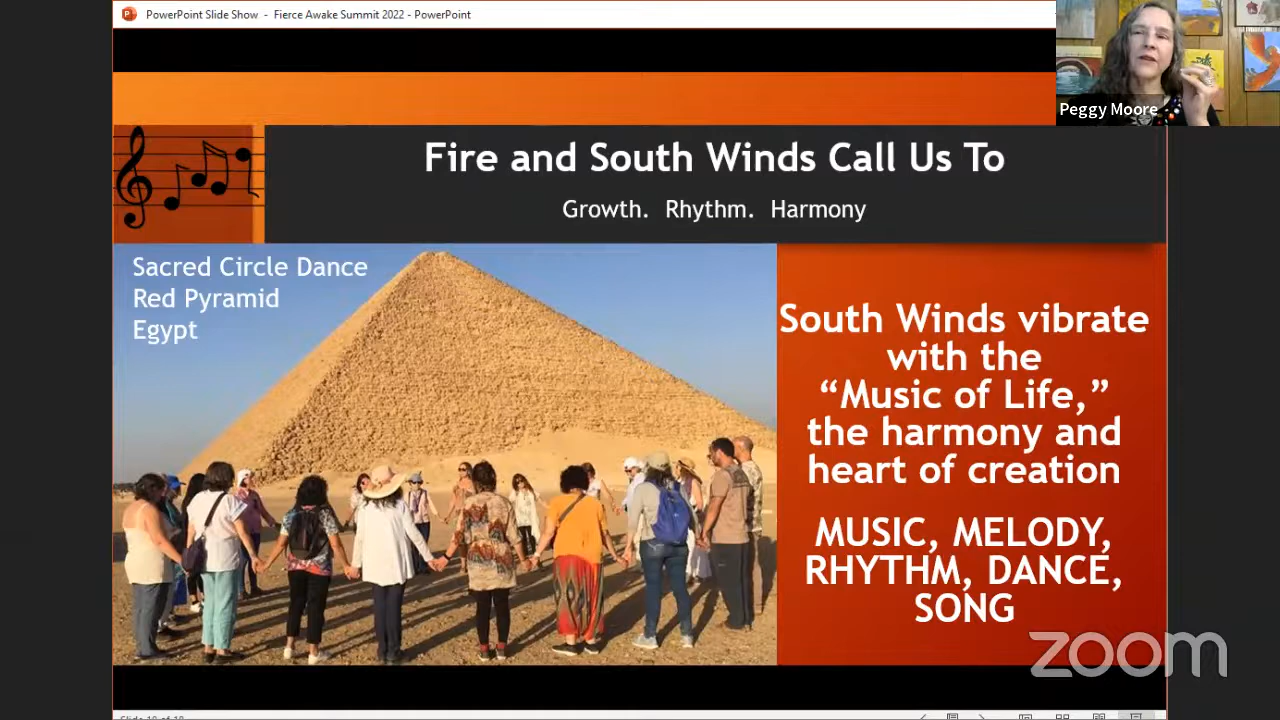 PowerPoint Slide Show - Fierce Awake Summit 2022 - PowerPoint
Peggy Moore
Fire and South Winds Call Us To
Growth. Rhythm. Harmony
Sacred Circle Dance
Red Pyramid
Egypt
South Winds vibrate
with the
“Music of Life,”
the harmony and
heart of creation
MUSIC, MELODY,
RHYTHM, DANCE,
SONG
zoom